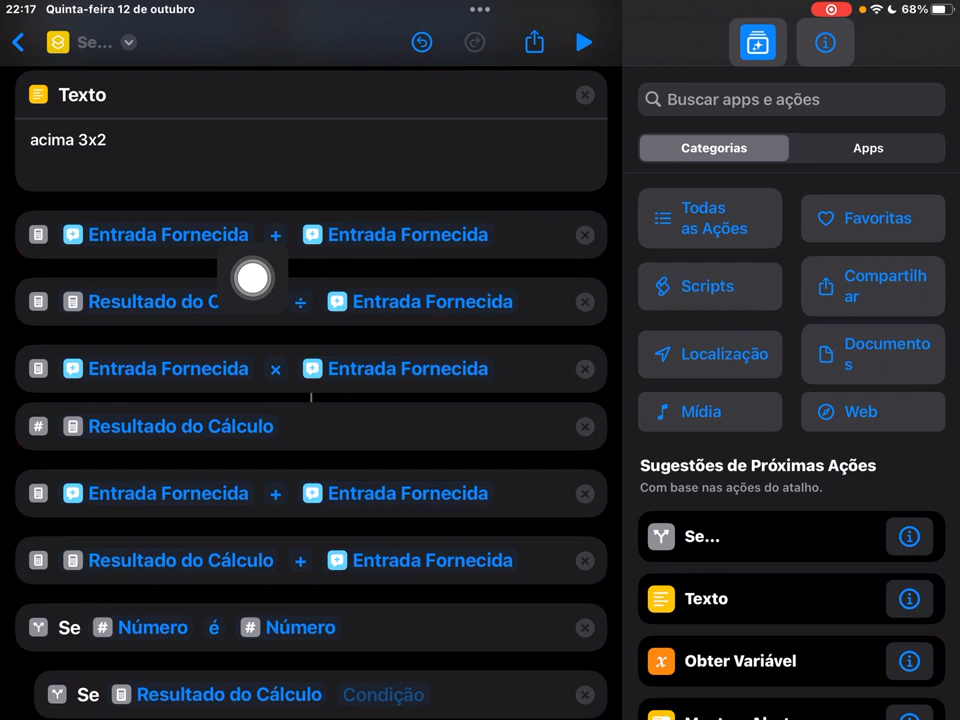 22:17 Quinta-feira 12 de outubro
68%
Se...
Texto
acima 3x2
Entrada Fornecida + Entrada Fornecida
Resultado do C ÷ Entrada Fornecida
Entrada Fornecida × Entrada Fornecida
# Resultado do Cálculo
Entrada Fornecida + Entrada Fornecida
Resultado do Cálculo + Entrada Fornecida
Se # Número é # Número
Se Resultado do Cálculo Condição
Buscar apps e ações
Categorias Apps
Todas
as Ações
Favoritas
Scripts
Compartilh
ar
Localização
Documento
s
Mídia
Web
Sugestões de Próximas Ações
Com base nas ações do atalho.
Se...
Texto
x Obter Variável